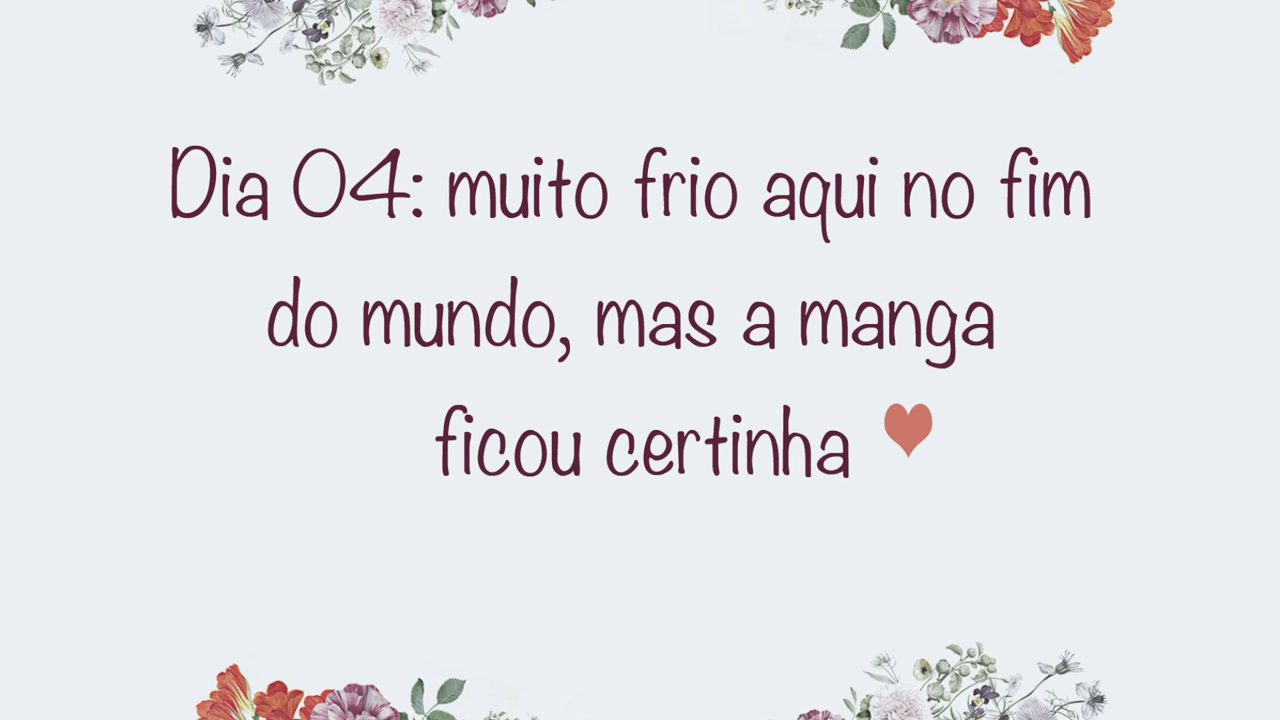 Dia 04: muito frio aqui no fim
do mundo, mas a manga
ficou certinha ♥